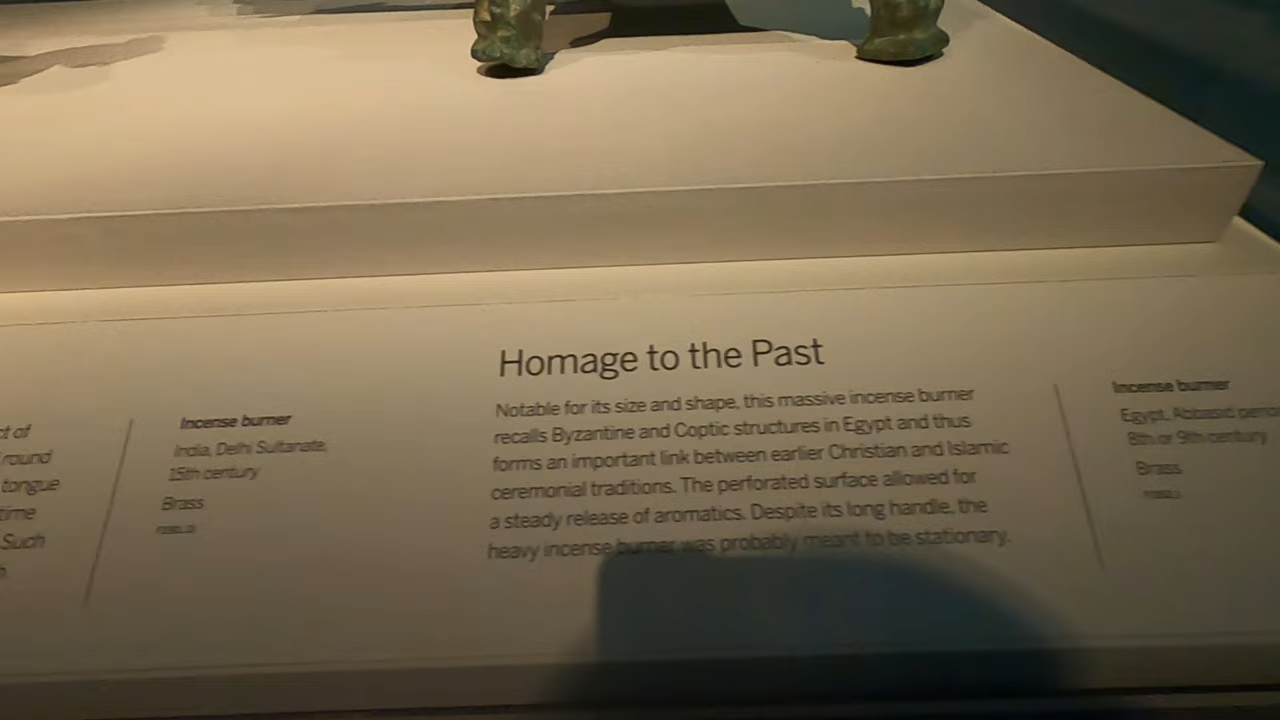 t of
round
tongue
time
Such
h
Incense burner
India, Delhi Sultanate,
15th century
Brass
Homage to the Past
Notable for its size and shape, this massive incense burner
recalls Byzantine and Coptic structures in Egypt and thus
forms an important link between earlier Christian and Islamic
ceremonial traditions. The perforated surface allowed for
a steady release of aromatics. Despite its long handle, the
heavy incense burner was probably meant to be stationary.
Incense burner
Egypt, Abbasid perio
8th or 9th century
Brass